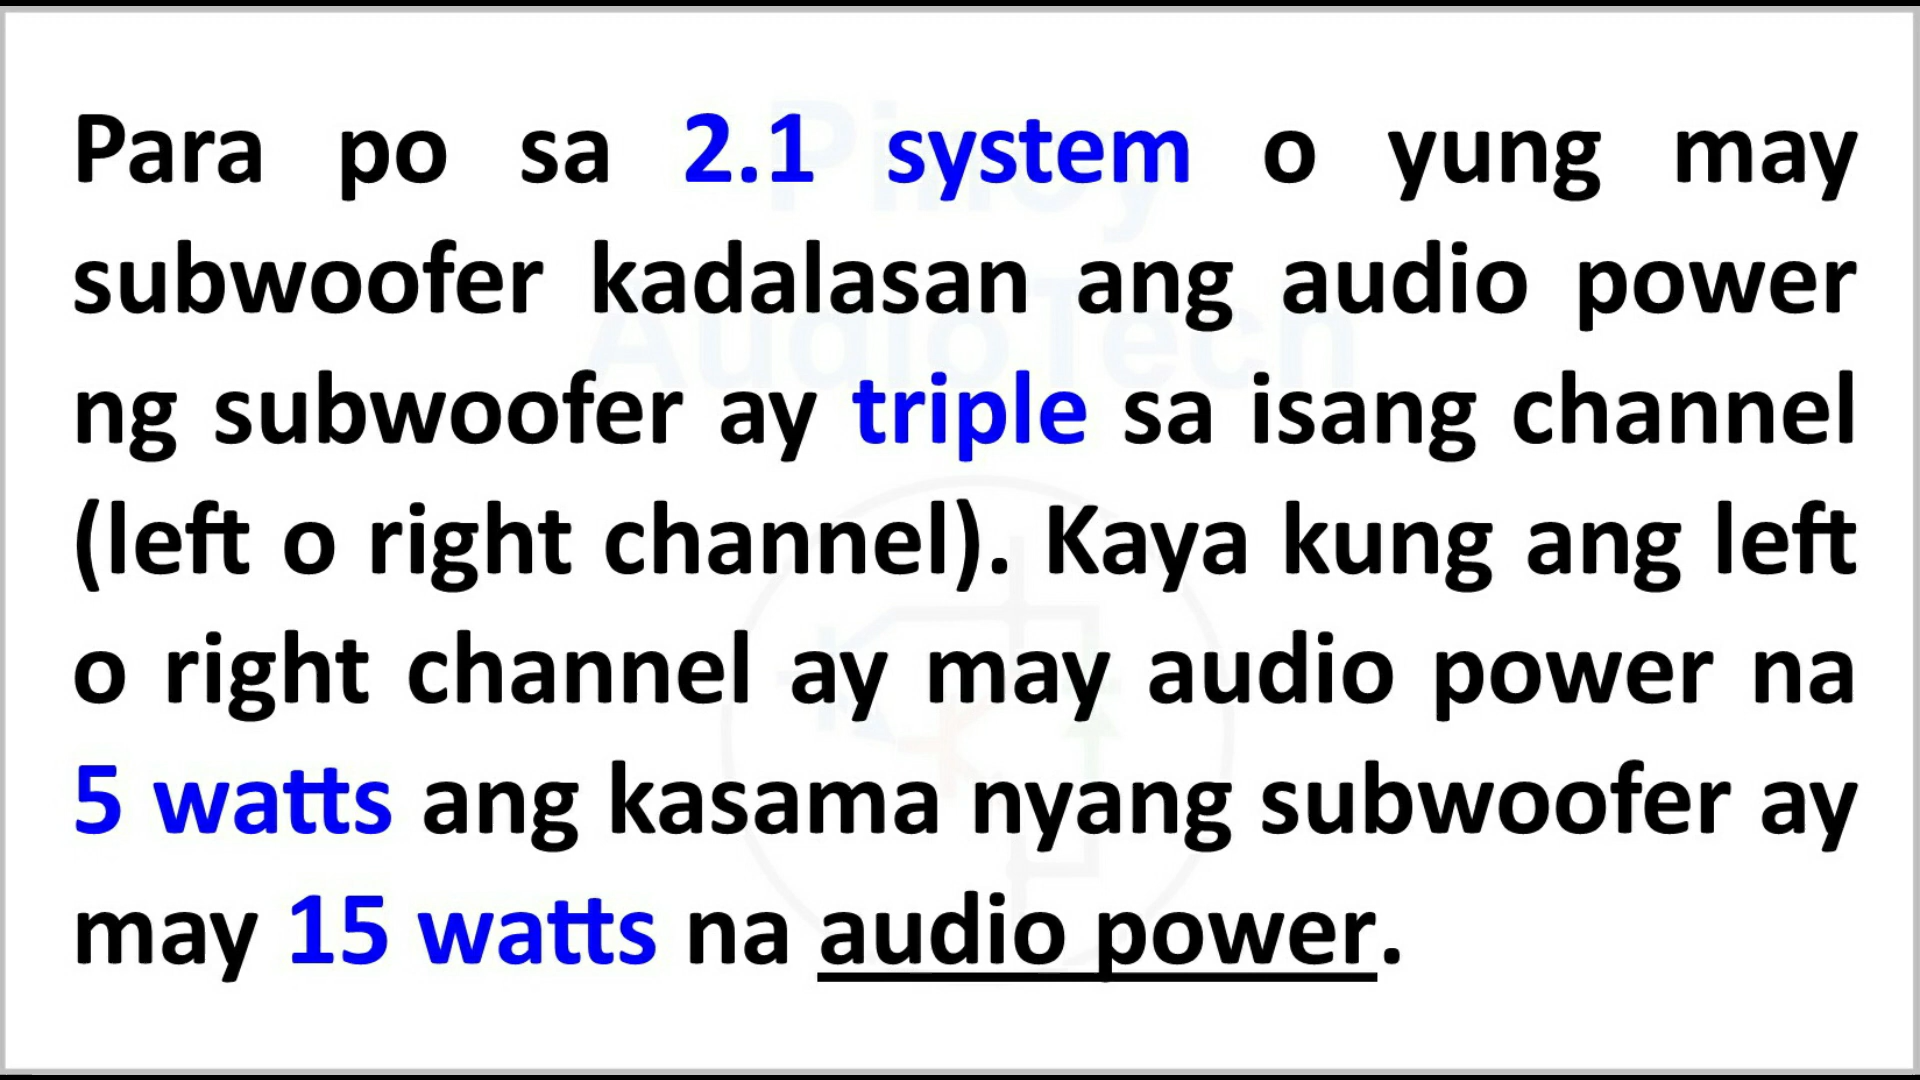 Para po sa 2.1 system o yung may
subwoofer kadalasan ang audio power
ng subwoofer ay triple sa isang channel
(left o right channel). Kaya kung ang left
o right channel ay may audio power na
5 watts ang kasama nyang subwoofer ay
may 15 watts na audio power.
Pinoy
AudioTech